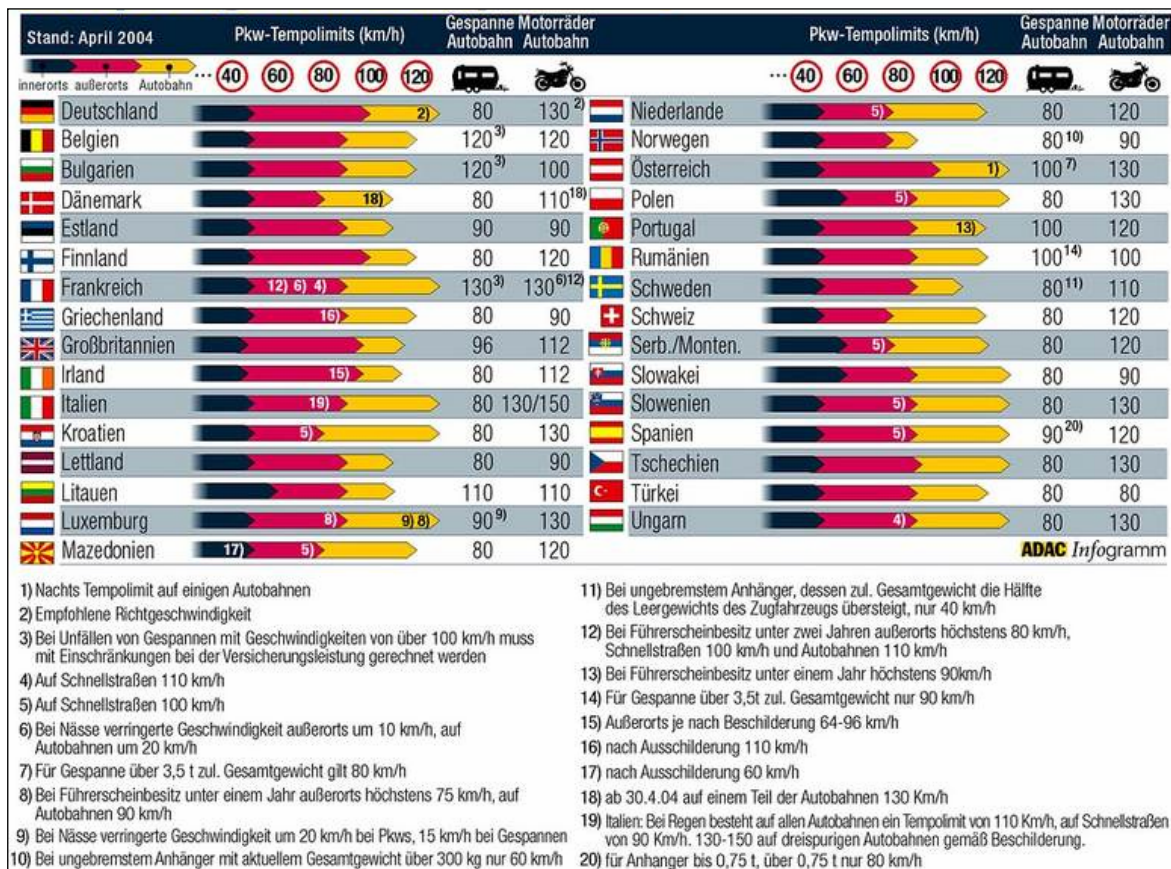 Stand: April 2004 Pkw-Tempolimits (km/h) Gespanne Motorräder
Autobahn Autobahn
innerorts außerorts Autobahn ... 40 60 80 100 120
Deutschland 2) 80 130 2)
Belgien 120 3) 120
Bulgarien 120 3) 100
Dänemark 18) 80 110 18)
Estland 90 90
Finnland 80 120
Frankreich 12) 6) 4) 130 3) 130 6)12)
Griechenland 16) 80 90
Großbritannien 96 112
Irland 15) 80 112
Italien 19) 80 130/150
Kroatien 5) 80 130
Lettland 80 90
Litauen 110 110
Luxemburg 8) 9) 8) 90 9) 130
Mazedonien 17) 5) 80 120
Pkw-Tempolimits (km/h) Gespanne Motorräder
Autobahn Autobahn
... 40 60 80 100 120
Niederlande 5) 80 120
Norwegen 80 10) 90
Österreich 1) 100 7) 130
Polen 5) 80 130
Portugal 13) 100 120
Rumänien 100 14) 100
Schweden 80 11) 110
Schweiz 80 120
Serb./Monten. 5) 80 120
Slowakei 80 90
Slowenien 5) 80 130
Spanien 5) 90 20) 120
Tschechien 80 130
Türkei 80 80
Ungarn 4) 80 130
ADAC Infogramm
1) Nachts Tempolimit auf einigen Autobahnen
2) Empfohlene Richtgeschwindigkeit
3) Bei Unfällen von Gespannen mit Geschwindigkeiten von über 100 km/h muss
mit Einschränkungen bei der Versicherungsleistung gerechnet werden
4) Auf Schnellstraßen 110 km/h
5) Auf Schnellstraßen 100 km/h
6) Bei Nässe verringerte Geschwindigkeit außerorts um 10 km/h, auf
Autobahnen um 20 km/h
7) Für Gespanne über 3,5 t zul. Gesamtgewicht gilt 80 km/h
8) Bei Führerscheinbesitz unter einem Jahr außerorts höchstens 75 km/h, auf
Autobahnen 90 km/h
9) Bei Nässe verringerte Geschwindigkeit um 20 km/h bei Pkws, 15 km/h bei Gespannen
10) Bei ungebremstem Anhänger mit aktuellem Gesamtgewicht über 300 kg nur 60 km/h
11) Bei ungebremstem Anhänger, dessen zul. Gesamtgewicht die Hälfte
des Leergewichts des Zugfahrzeugs übersteigt, nur 40 km/h
12) Bei Führerscheinbesitz unter zwei Jahren außerorts höchstens 80 km/h,
Schnellstraßen 100 km/h und Autobahnen 110 km/h
13) Bei Führerscheinbesitz unter einem Jahr höchstens 90km/h
14) Für Gespanne über 3,5t zul. Gesamtgewicht nur 90 km/h
15) Außerorts je nach Beschilderung 64-96 km/h
16) nach Ausschilderung 110 km/h
17) nach Ausschilderung 60 km/h
18) ab 30.4.04 auf einem Teil der Autobahnen 130 Km/h
19) Italien: Bei Regen besteht auf allen Autobahnen ein Tempolimit von 110 Km/h, auf Schnellstraßen
von 90 Km/h. 130-150 auf dreispurigen Autobahnen gemäß Beschilderung.
20) für Anhanger bis 0,75 t, über 0,75 t nur 80 km/h